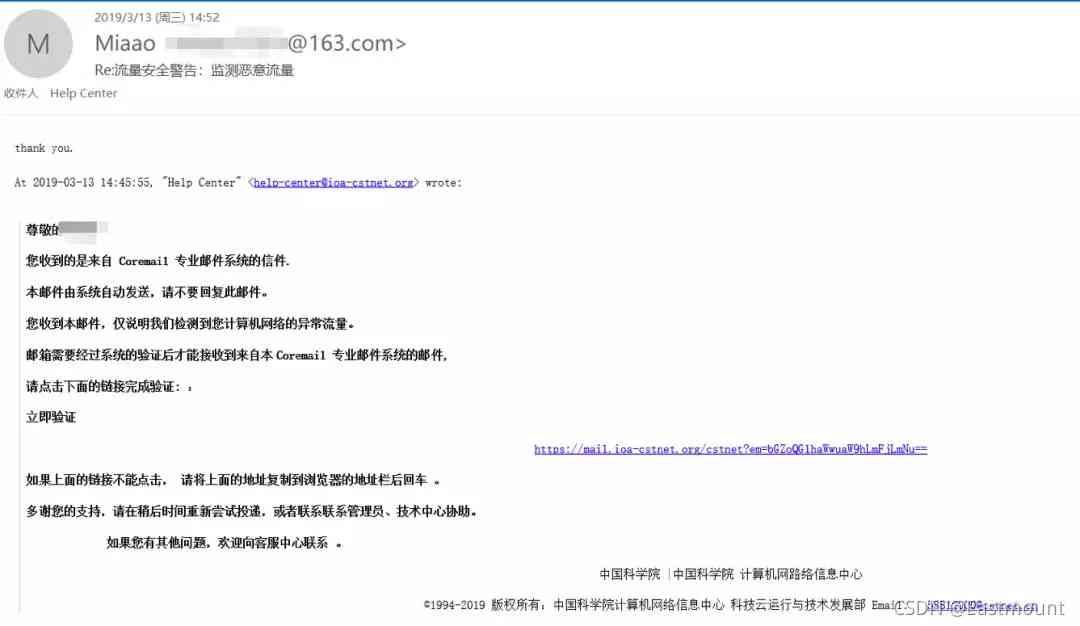 2019/3/13 (周三) 14:52
M
Miaao @163.com>
Re:流量安全警告：监测恶意流量
收件人 Help Center
thank you.
At 2019-03-13 14:45:55, "Help Center" <help-center@ioa-cstnet.org> wrote:
尊敬的
您收到的是来自 Coremail 专业邮件系统的信件.
本邮件由系统自动发送，请不要回复此邮件。
您收到本邮件，仅说明我们检测到您计算机网络的异常流量。
邮箱需要经过系统的验证后才能接收到来自本 Coremail 专业邮件系统的邮件,
请点击下面的链接完成验证: :
立即验证
https://mail.ioa-cstnet.org/cstnet?em=bGZoQG1haWwuaW9hLmFjLmNu==
如果上面的链接不能点击， 请将上面的地址复制到浏览器的地址栏后回车 。
多谢您的支持，请在稍后时间重新尝试投递，或者联系联系管理员、技术中心协助。
如果您有其他问题，欢迎向客服中心联系 。
中国科学院 |中国科学院 计算机网路络信息中心
©1994-2019 版权所有：中国科学院计算机网络信息中心 科技云运行与技术发展部 Email:
CSDN @Eastmount